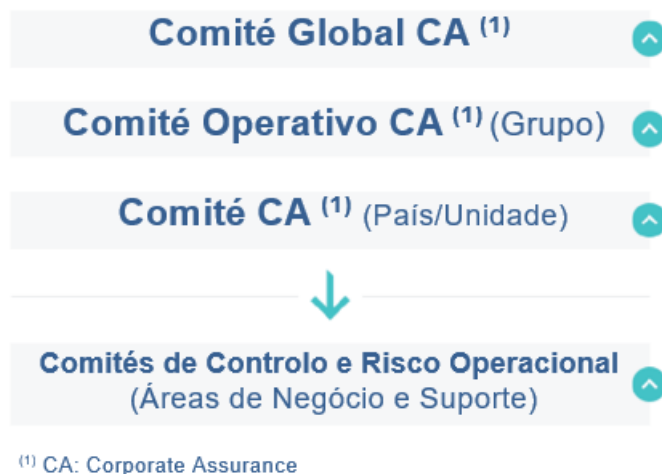 Comité Global CA (1)
Comité Operativo CA (1) (Grupo)
Comité CA (1) (País/Unidade)
Comités de Controlo e Risco Operacional
(Áreas de Negócio e Suporte)
(1) CA: Corporate Assurance